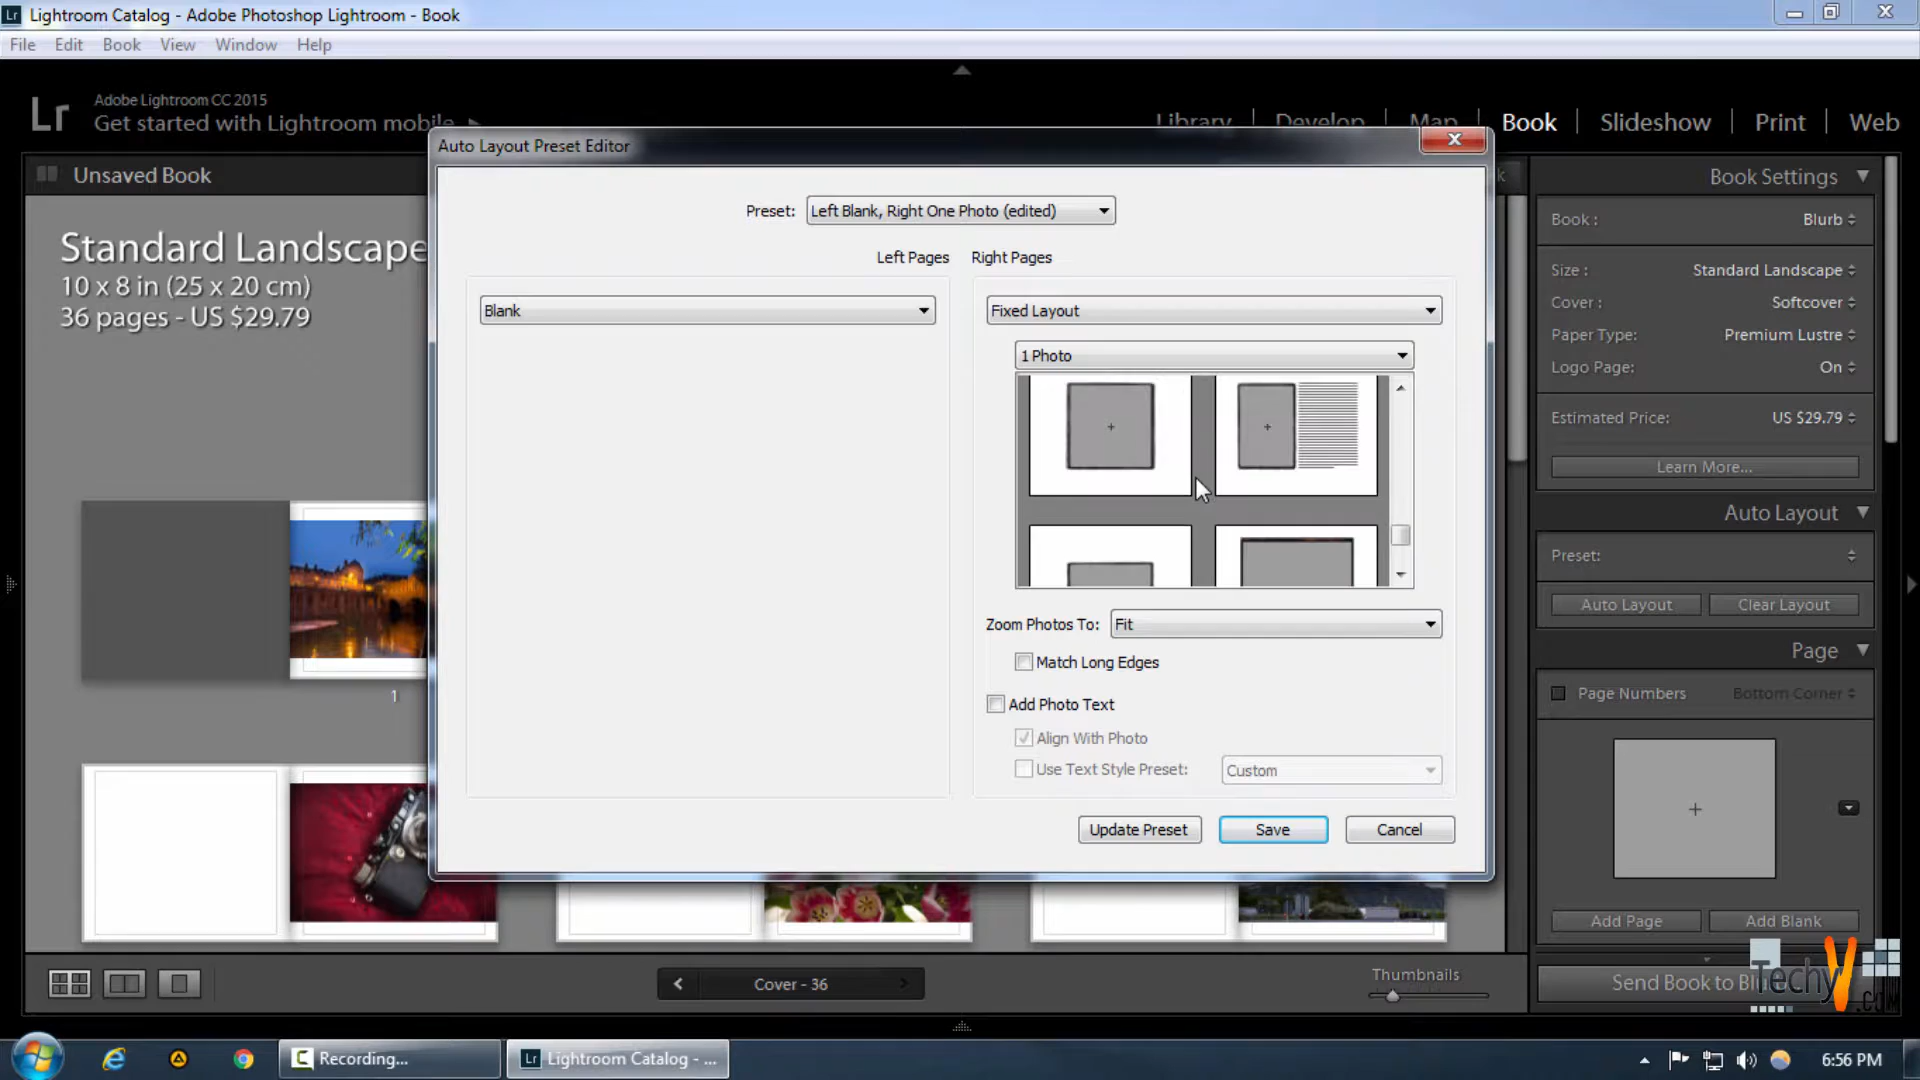 Lr Lightroom Catalog - Adobe Photoshop Lightroom - Book
File Edit Book View Window Help
Lr
Adobe Lightroom CC 2015
Get started with Lightroom mobile
Library Develop Map Book Slideshow Print Web
Auto Layout Preset Editor
Unsaved Book
Standard Landscape
10 x 8 in (25 x 20 cm)
36 pages - US $29.79
1
Preset: Left Blank, Right One Photo (edited)
Left Pages Right Pages
Blank
Fixed Layout
1 Photo
Zoom Photos To: Fit
Match Long Edges
Add Photo Text
Align With Photo
Use Text Style Preset: Custom
Update Preset Save Cancel
Book Settings
Book : Blurb
Size : Standard Landscape
Cover : Softcover
Paper Type: Premium Lustre
Logo Page: On
Estimated Price: US $29.79
Learn More...
Auto Layout
Preset:
Auto Layout Clear Layout
Page
Page Numbers Bottom Corner
Add Page Add Blank
Cover - 36
Thumbnails
Send Book to
TechyV.COM
Recording...
Lr Lightroom Catalog - ...
6:56 PM